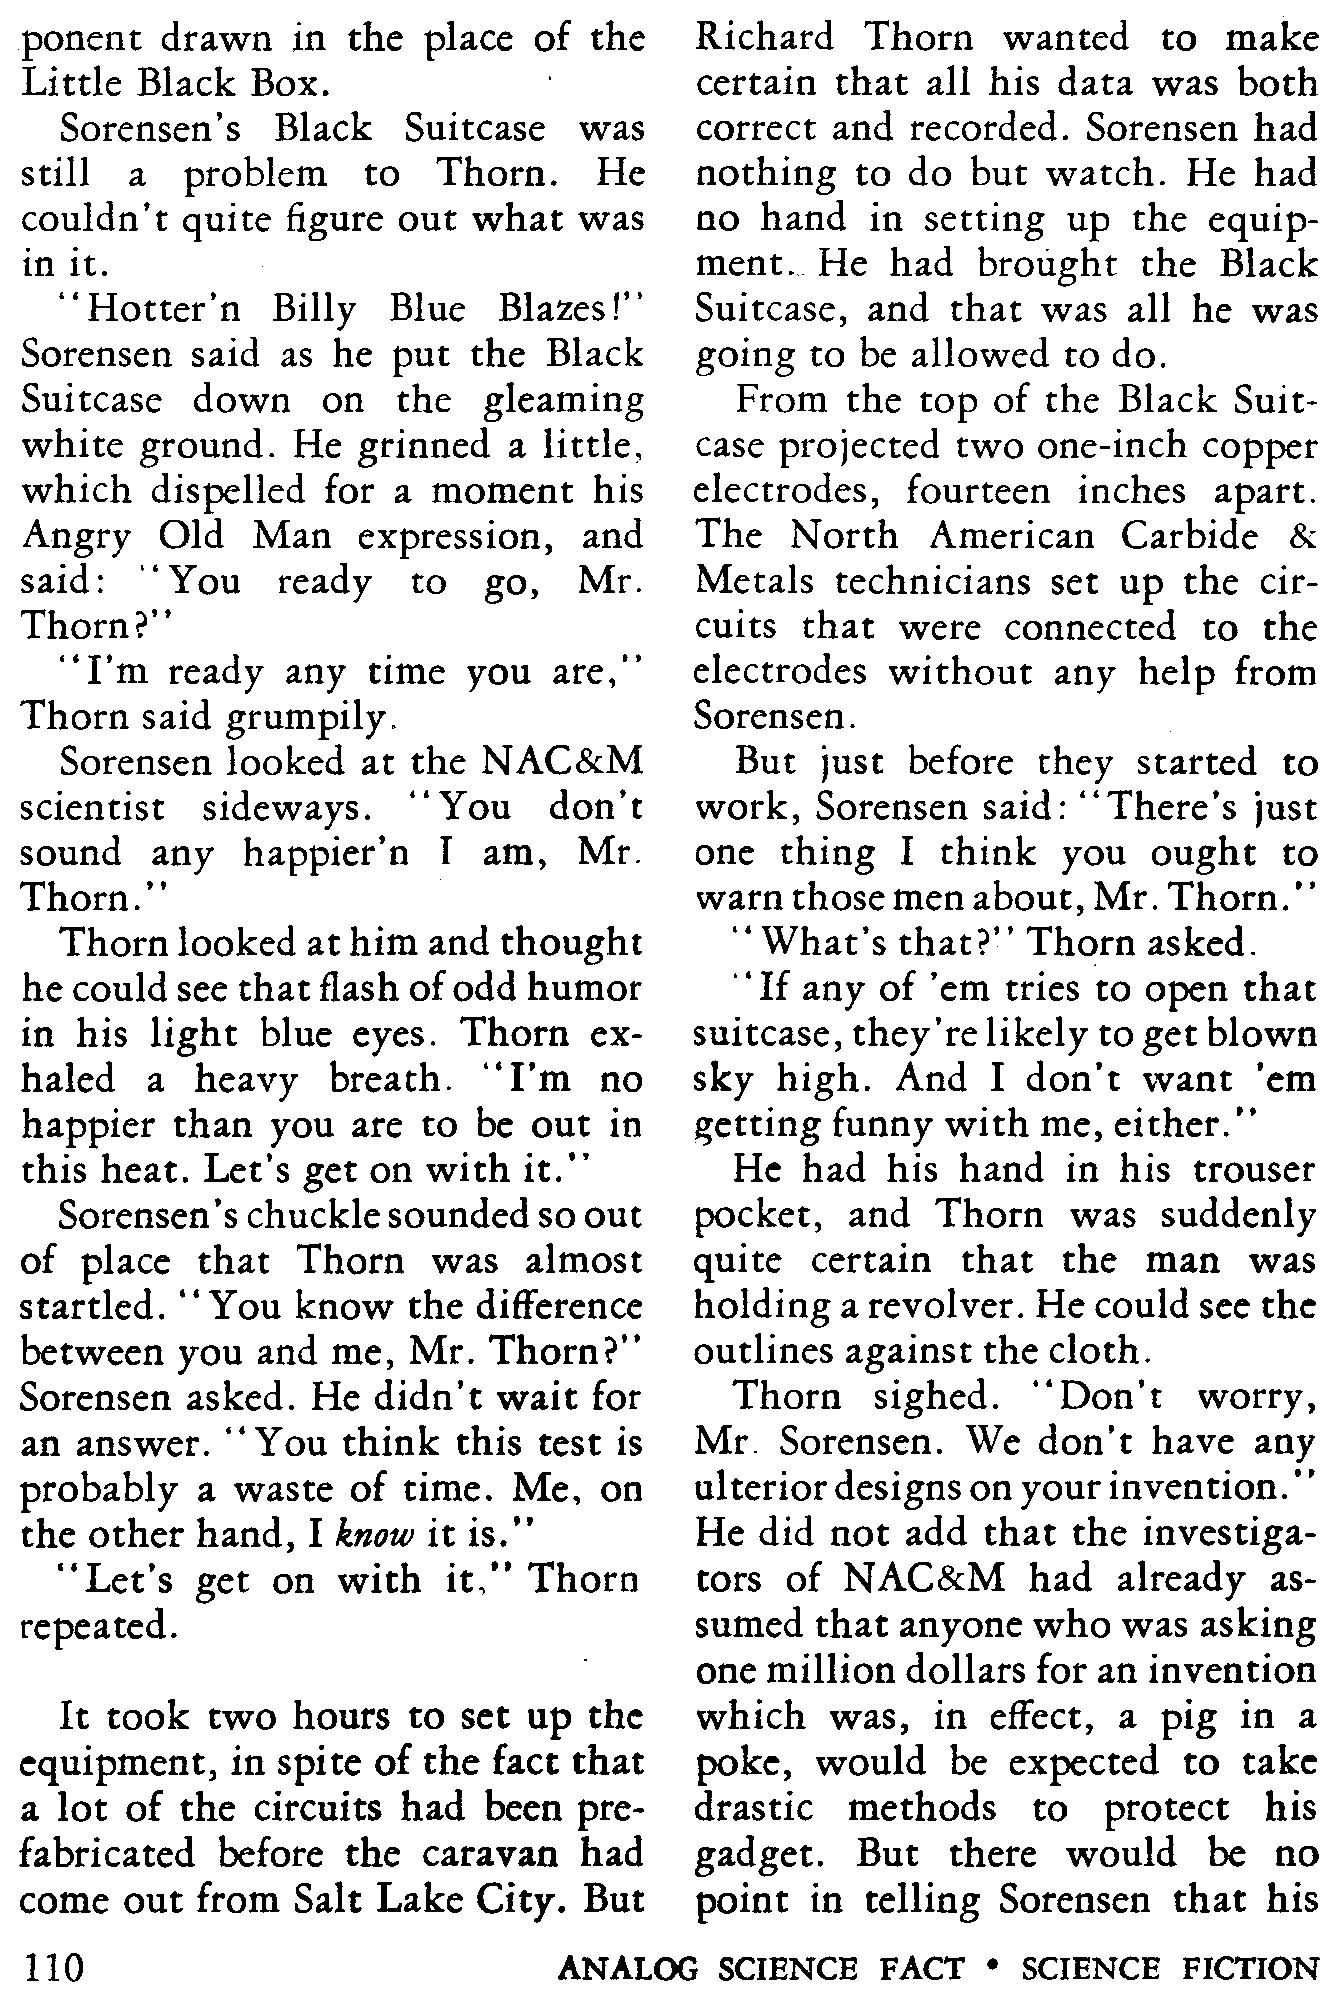 ponent drawn in the place of the
Little Black Box.
Sorensen's Black Suitcase was
still a problem to Thorn. He
couldn't quite figure out what was
in it.
"Hotter'n Billy Blue Blazes!"
Sorensen said as he put the Black
Suitcase down on the gleaming
white ground. He grinned a little,
which dispelled for a moment his
Angry Old Man expression, and
said: "You ready to go, Mr.
Thorn?"
"I'm ready any time you are,"
Thorn said grumpily.
Sorensen looked at the NAC&M
scientist sideways. "You don't
sound any happier'n I am, Mr.
Thorn."
Thorn looked at him and thought
he could see that flash of odd humor
in his light blue eyes. Thorn ex-
haled a heavy breath. "I'm no
happier than you are to be out in
this heat. Let's get on with it."
Sorensen's chuckle sounded so out
of place that Thorn was almost
startled. "You know the difference
between you and me, Mr. Thorn?"
Sorensen asked. He didn't wait for
an answer. "You think this test is
probably a waste of time. Me, on
the other hand, I know it is."
"Let's get on with it," Thorn
repeated.
It took two hours to set up the
equipment, in spite of the fact that
a lot of the circuits had been pre-
fabricated before the caravan had
come out from Salt Lake City. But
Richard Thorn wanted to make
certain that all his data was both
correct and recorded. Sorensen had
nothing to do but watch. He had
no hand in setting up the equip-
ment. He had brought the Black
Suitcase, and that was all he was
going to be allowed to do.
From the top of the Black Suit-
case projected two one-inch copper
electrodes, fourteen inches apart.
The North American Carbide &
Metals technicians set up the cir-
cuits that were connected to the
electrodes without any help from
Sorensen.
But just before they started to
work, Sorensen said: "There's just
one thing I think you ought to
warn those men about, Mr. Thorn."
"What's that?" Thorn asked.
"If any of 'em tries to open that
suitcase, they're likely to get blown
sky high. And I don't want 'em
getting funny with me, either."
He had his hand in his trouser
pocket, and Thorn was suddenly
quite certain that the man was
holding a revolver. He could see the
outlines against the cloth.
Thorn sighed. "Don't worry,
Mr. Sorensen. We don't have any
ulterior designs on your invention."
He did not add that the investiga-
tors of NAC&M had already as-
sumed that anyone who was asking
one million dollars for an invention
which was, in effect, a pig in a
poke, would be expected to take
drastic methods to protect his
gadget. But there would be no
point in telling Sorensen that his
110
ANALOG SCIENCE FACT • SCIENCE FICTION